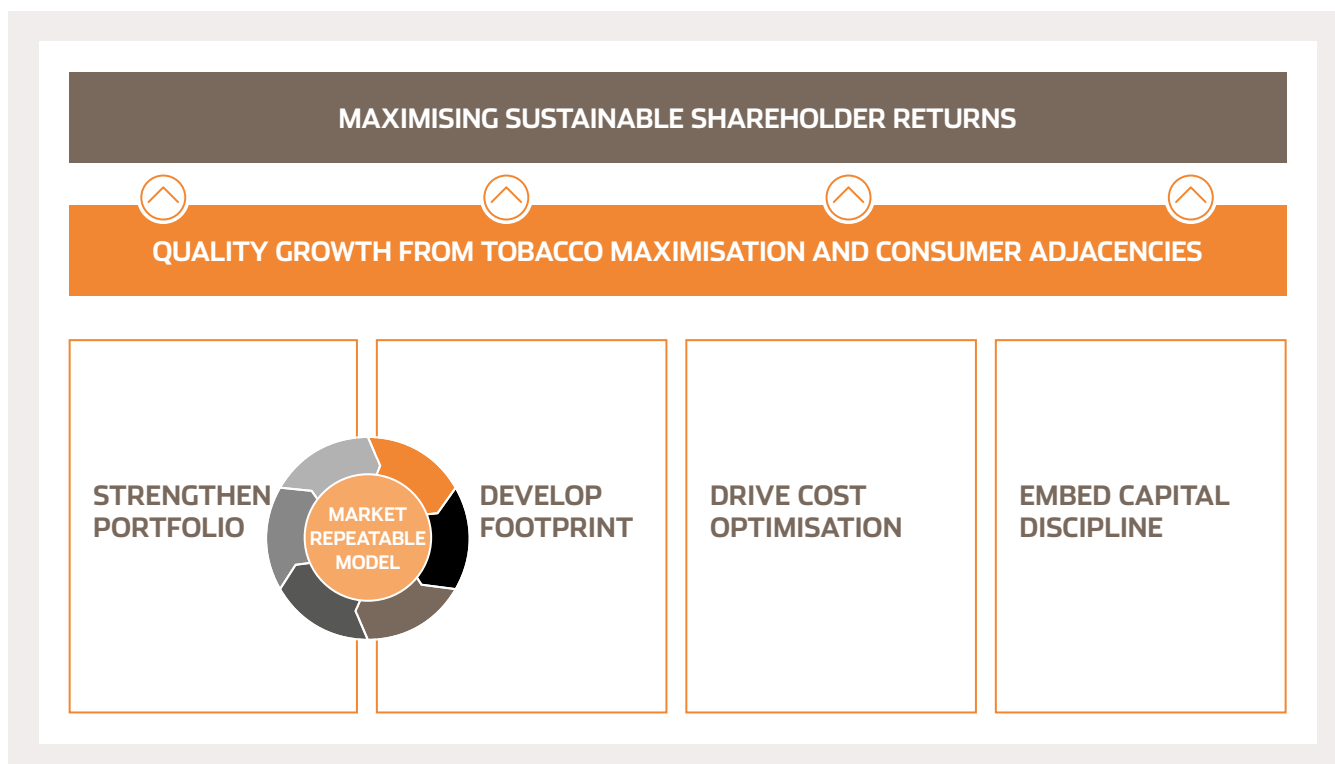 MAXIMISING SUSTAINABLE SHAREHOLDER RETURNS
QUALITY GROWTH FROM TOBACCO MAXIMISATION AND CONSUMER ADJACENCIES
STRENGTHEN
PORTFOLIO
MARKET
REPEATABLE
MODEL
DEVELOP
FOOTPRINT
DRIVE COST
OPTIMISATION
EMBED CAPITAL
DISCIPLINE